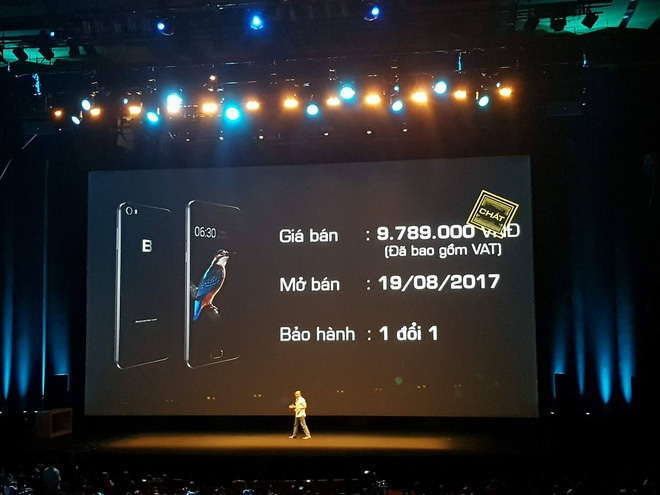 B
06:30
CHẤT
Giá bán : 9.789.000 VNĐ
(Đã bao gồm VAT)
Mở bán : 19/08/2017
Bảo hành : 1 đổi 1